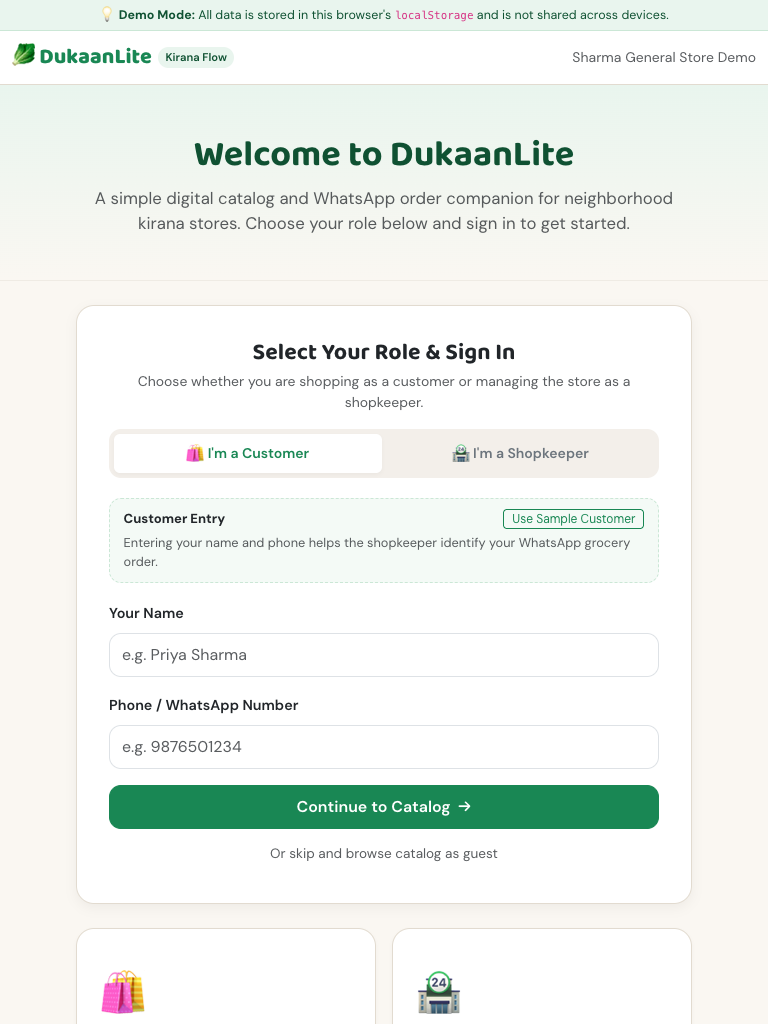 💡 Demo Mode: All data is stored in this browser's localStorage and is not shared across devices.
DukaanLite
Kirana Flow
Sharma General Store Demo
Welcome to DukaanLite
A simple digital catalog and WhatsApp order companion for neighborhood
kirana stores. Choose your role below and sign in to get started.
Select Your Role & Sign In
Choose whether you are shopping as a customer or managing the store as a
shopkeeper.
🛍️ I'm a Customer
🏪 I'm a Shopkeeper
Customer Entry
Use Sample Customer
Entering your name and phone helps the shopkeeper identify your WhatsApp grocery
order.
Your Name
e.g. Priya Sharma
Phone / WhatsApp Number
e.g. 9876501234
Continue to Catalog →
Or skip and browse catalog as guest
24